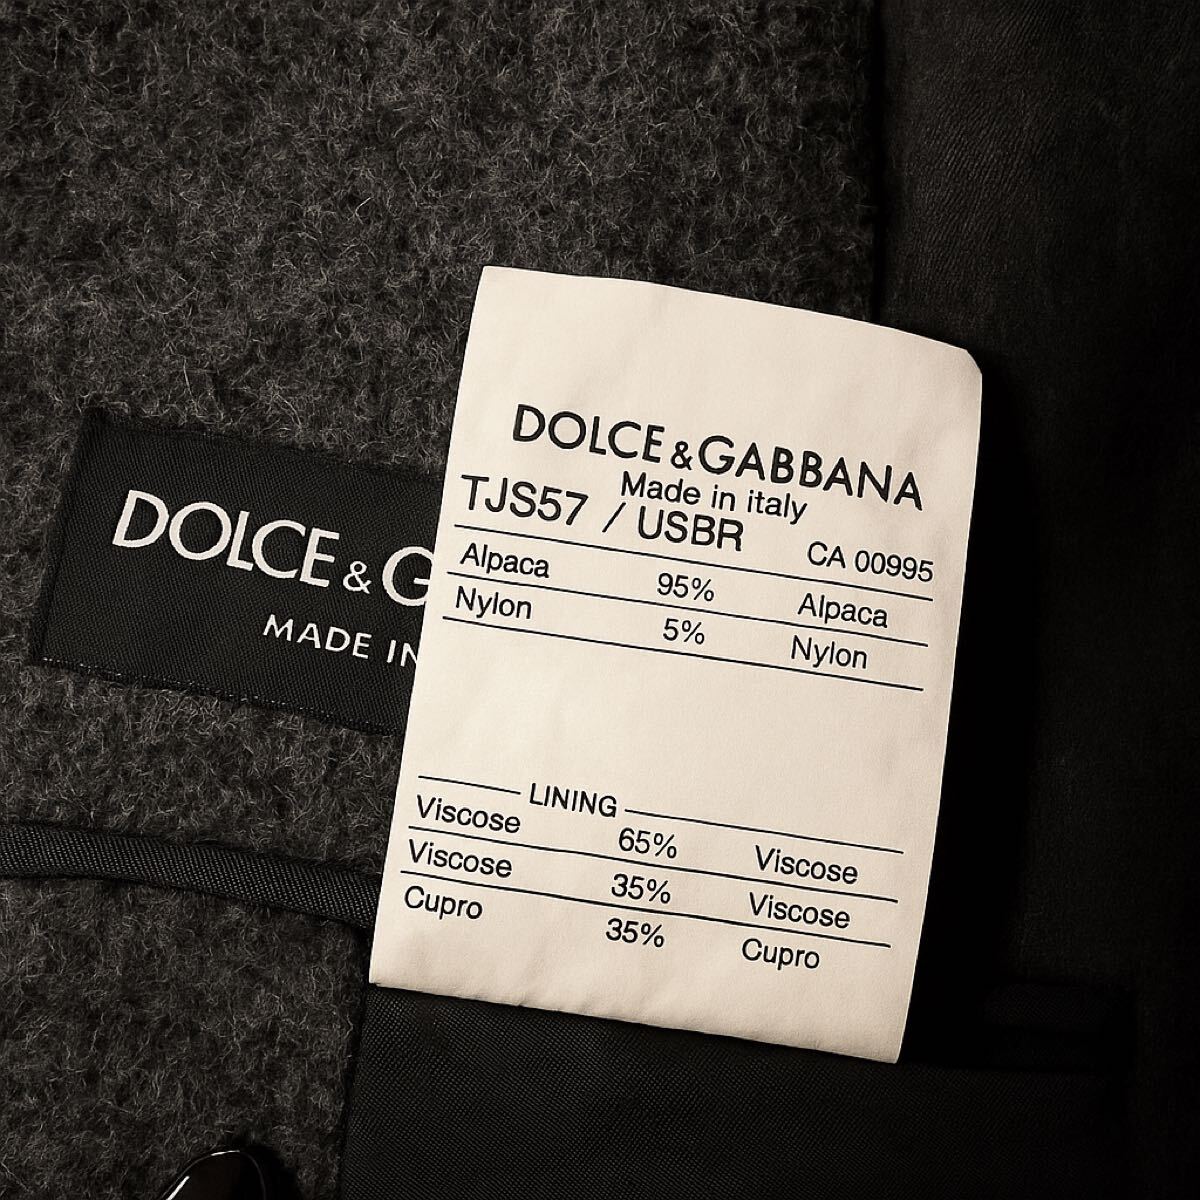 DOLCE & G
MADE IN
DOLCE & GABBANA
Made in italy
TJS57 / USBR
CA 00995
Alpaca 95% Alpaca
Nylon 5% Nylon
LINING
Viscose 65% Viscose
Viscose 35% Viscose
Cupro 35% Cupro